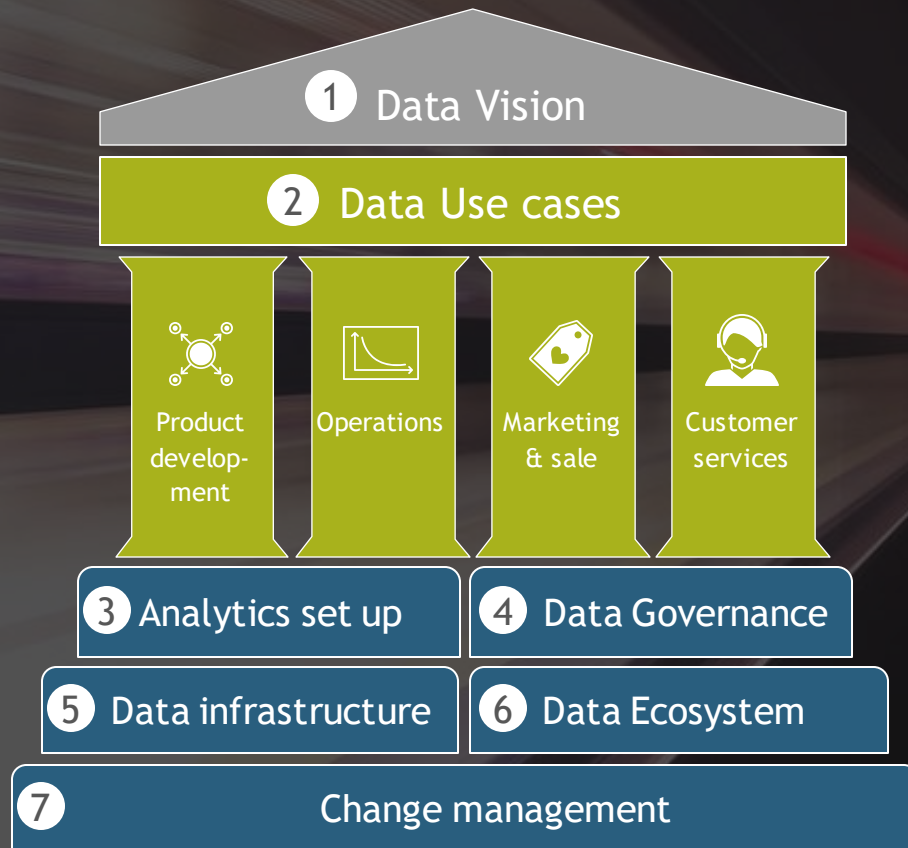 1 Data Vision
2 Data Use cases
Product
develop-
ment
Operations
Marketing
& sale
Customer
services
3 Analytics set up
4 Data Governance
5 Data infrastructure
6 Data Ecosystem
7 Change management